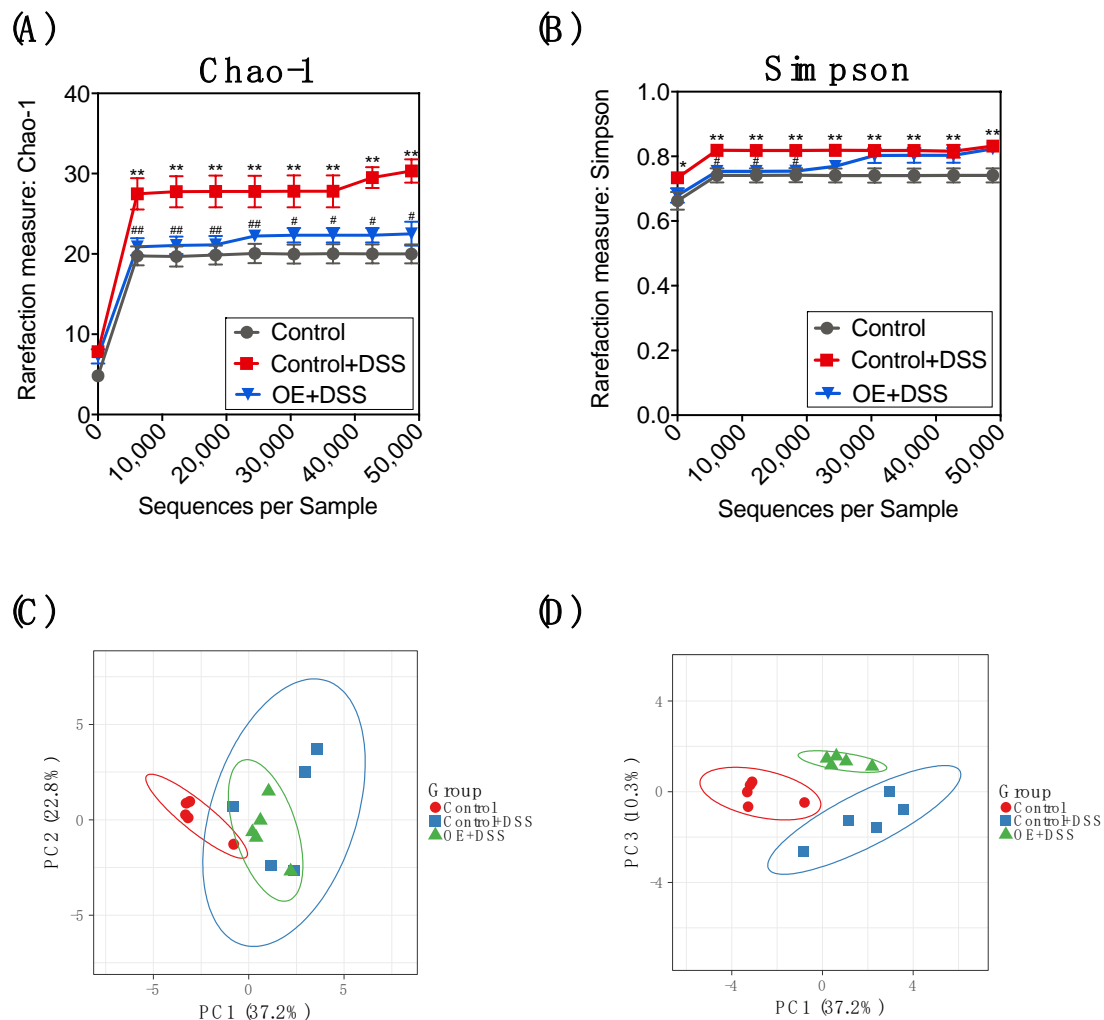 (A)
Chao-1
Rarefaction measure: Chao-1
40
30
20
10
0
** ** ** ** ** ** ** **
## ## ## ## # # # #
Control
Control+DSS
OE+DSS
0 10,000 20,000 30,000 40,000 50,000
Sequences per Sample
(B)
Simpson
Rarefaction measure: Simpson
1.0
0.8
0.6
0.4
0.2
0.0
* ** ** ** ** ** ** ** **
# # #
Control
Control+DSS
OE+DSS
0 10,000 20,000 30,000 40,000 50,000
Sequences per Sample
(C)
PC2 (22.8%)
5
0
-5
-5 0 5
PC1 (37.2%)
Group
Control
Control+DSS
OE+DSS
(D)
PC3 (10.3%)
4
0
-4
-4 0 4
PC1 (37.2%)
Group
Control
Control+DSS
OE+DSS